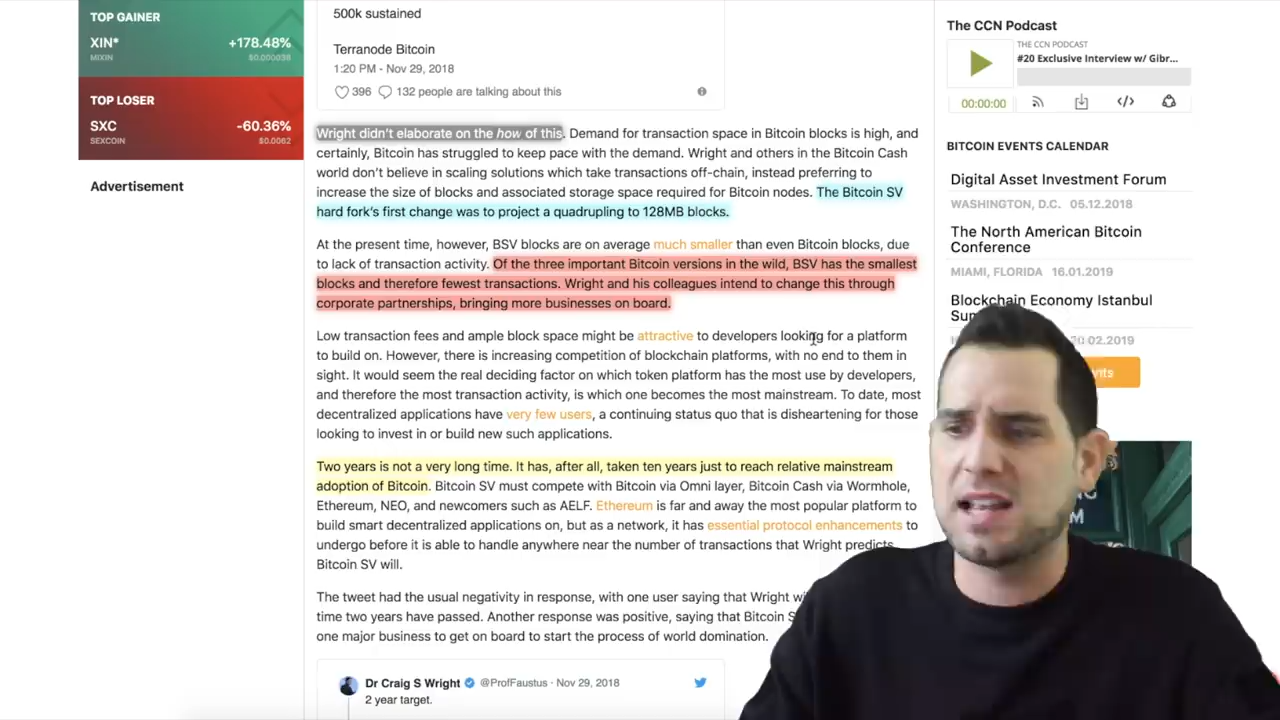 TOP GAINER
XIN* +178.48%
MIXIN $0.000038
TOP LOSER
SXC -60.36%
SEXCOIN $0.0062
Advertisement
500k sustained
Terranode Bitcoin
1:20 PM - Nov 29, 2018
396 132 people are talking about this
Wright didn't elaborate on the how of this. Demand for transaction space in Bitcoin blocks is high, and
certainly, Bitcoin has struggled to keep pace with the demand. Wright and others in the Bitcoin Cash
world don't believe in scaling solutions which take transactions off-chain, instead preferring to
increase the size of blocks and associated storage space required for Bitcoin nodes. The Bitcoin SV
hard fork's first change was to project a quadrupling to 128MB blocks.
At the present time, however, BSV blocks are on average much smaller than even Bitcoin blocks, due
to lack of transaction activity. Of the three important Bitcoin versions in the wild, BSV has the smallest
blocks and therefore fewest transactions. Wright and his colleagues intend to change this through
corporate partnerships, bringing more businesses on board.
Low transaction fees and ample block space might be attractive to developers looking for a platform
to build on. However, there is increasing competition of blockchain platforms, with no end to them in
sight. It would seem the real deciding factor on which token platform has the most use by developers,
and therefore the most transaction activity, is which one becomes the most mainstream. To date, most
decentralized applications have very few users, a continuing status quo that is disheartening for those
looking to invest in or build new such applications.
Two years is not a very long time. It has, after all, taken ten years just to reach relative mainstream
adoption of Bitcoin. Bitcoin SV must compete with Bitcoin via Omni layer, Bitcoin Cash via Wormhole,
Ethereum, NEO, and newcomers such as AELF. Ethereum is far and away the most popular platform to
build smart decentralized applications on, but as a network, it has essential protocol enhancements to
undergo before it is able to handle anywhere near the number of transactions that Wright predicts
Bitcoin SV will.
The tweet had the usual negativity in response, with one user saying that Wright
time two years have passed. Another response was positive, saying that Bitcoin S
one major business to get on board to start the process of world domination.
Dr Craig S Wright @ProfFaustus · Nov 29, 2018
2 year target.
The CCN Podcast
THE CCN PODCAST
#20 Exclusive Interview w/ Gibr...
00:00:00
BITCOIN EVENTS CALENDAR
Digital Asset Investment Forum
WASHINGTON, D.C. 05.12.2018
The North American Bitcoin
Conference
MIAMI, FLORIDA 16.01.2019
Blockchain Economy Istanbul